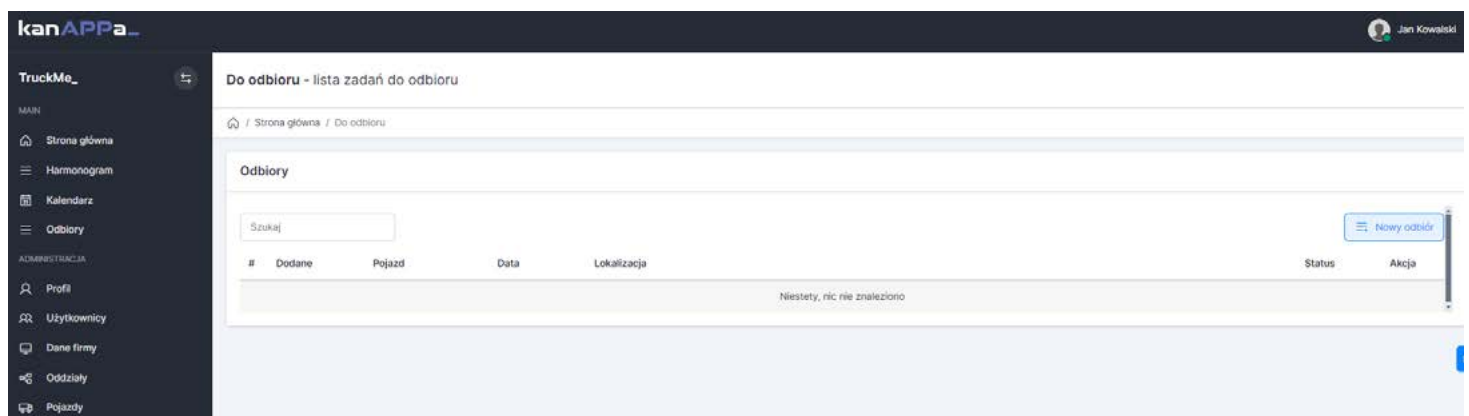 kanAPPa_
Jan Kowalski
TruckMe_
Do odbioru - lista zadań do odbioru
MAIN
/ Strona główna / Do odbioru
Strona główna
Harmonogram
Odbiory
Kalendarz
Szukaj
Nowy odbiór
Odbiory
# Dodane Pojazd Data Lokalizacja Status Akcja
ADMINISTRACJA
Niestety, nic nie znaleziono
Profil
Użytkownicy
Dane firmy
Oddziały
Pojazdy